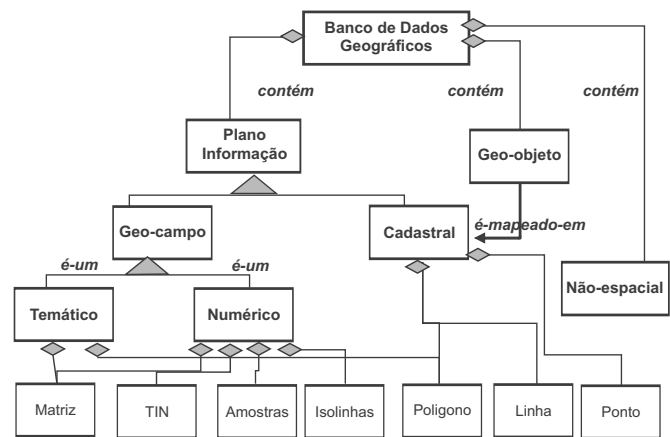 Banco de Dados
Geográficos
contém
contém
contém
Plano
Informação
Geo-objeto
Geo-campo
Cadastral
é-mapeado-em
é-um
é-um
Não-espacial
Temático
Numérico
Matriz
TIN
Amostras
Isolinhas
Poligono
Linha
Ponto